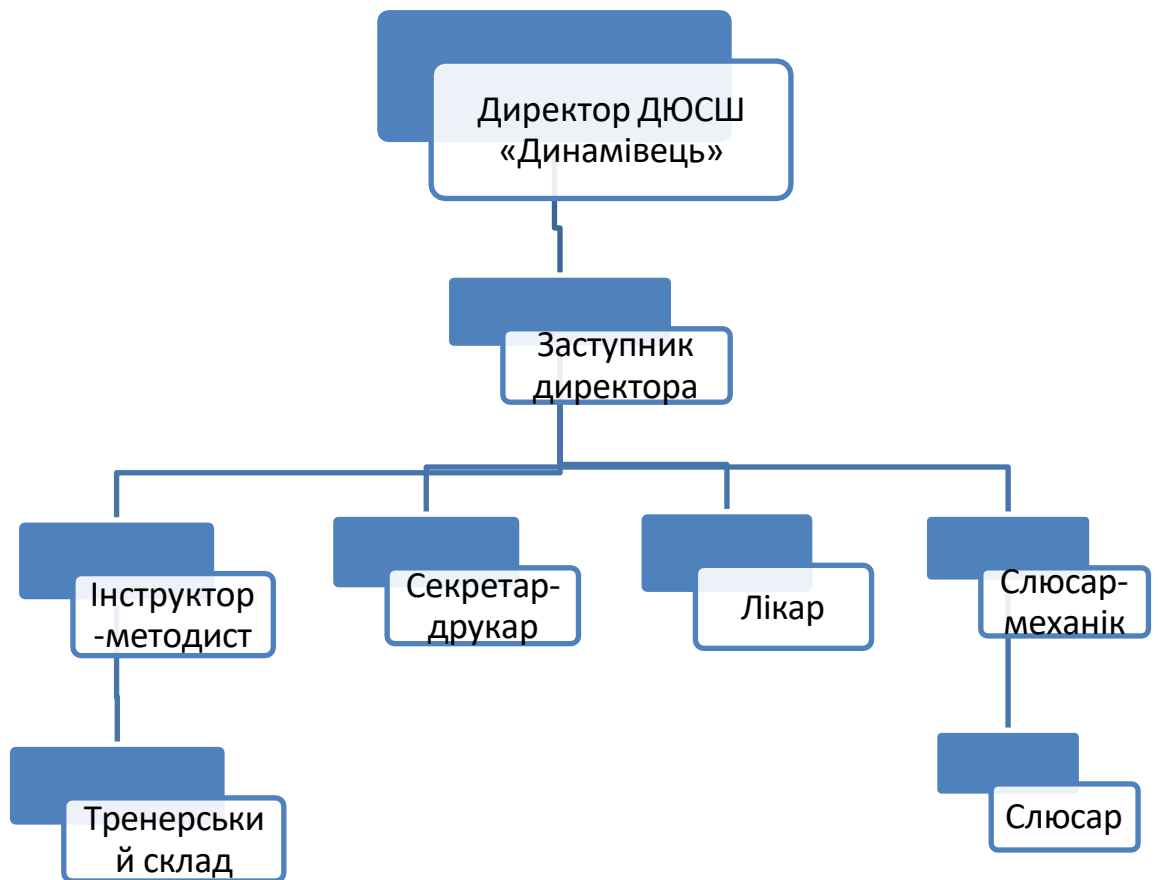 Директор ДЮСШ
«Динамівець»
Заступник
директора
Інструктор
-методист
Секретар-
друкар
Лікар
Слюсар-
механік
Тренерськи
й склад
Слюсар